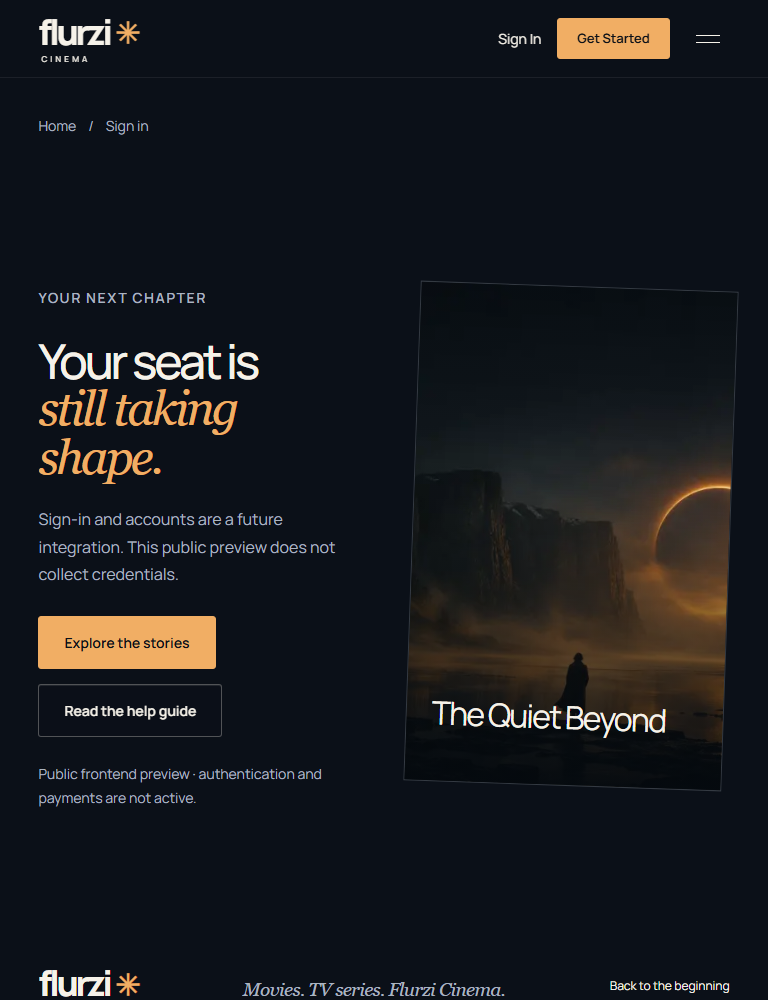 flurzi
CINEMA
Sign In
Get Started
Home / Sign in
YOUR NEXT CHAPTER
Your seat is
still taking
shape.
Sign-in and accounts are a future
integration. This public preview does not
collect credentials.
Explore the stories
Read the help guide
Public frontend preview · authentication and
payments are not active.
The Quiet Beyond
flurzi
Movies. TV series. Flurzi Cinema.
Back to the beginning